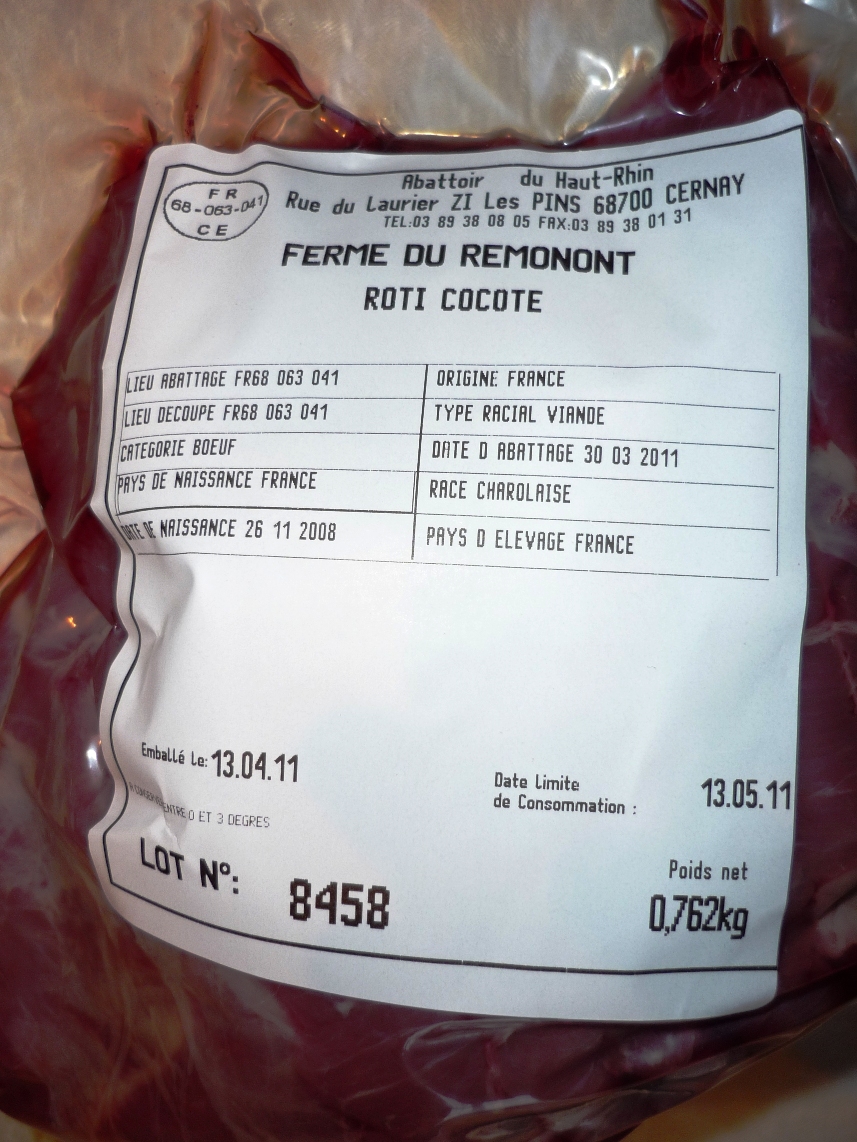 FR
68-063-041
CE
Abattoir du Haut-Rhin
Rue du Laurier ZI Les PINS 68700 CERNAY
TEL:03 89 38 08 05 FAX:03 89 38 01 31
FERME DU REMONONT
ROTI COCOTE
LIEU ABATTAGE FR68 063 041 ORIGINE FRANCE
LIEU DECOUPE FR68 063 041 TYPE RACIAL VIANDE
CATEGORIE BOEUF DATE D ABATTAGE 30 03 2011
PAYS DE NAISSANCE FRANCE RACE CHAROLAISE
DATE DE NAISSANCE 26 11 2008 PAYS D ELEVAGE FRANCE
Emballé le: 13.04.11
Date Limite
de Consommation : 13.05.11
A CONSERVER ENTRE 0 ET 3 DEGRES
LOT N°: 8458
Poids net
0,762kg